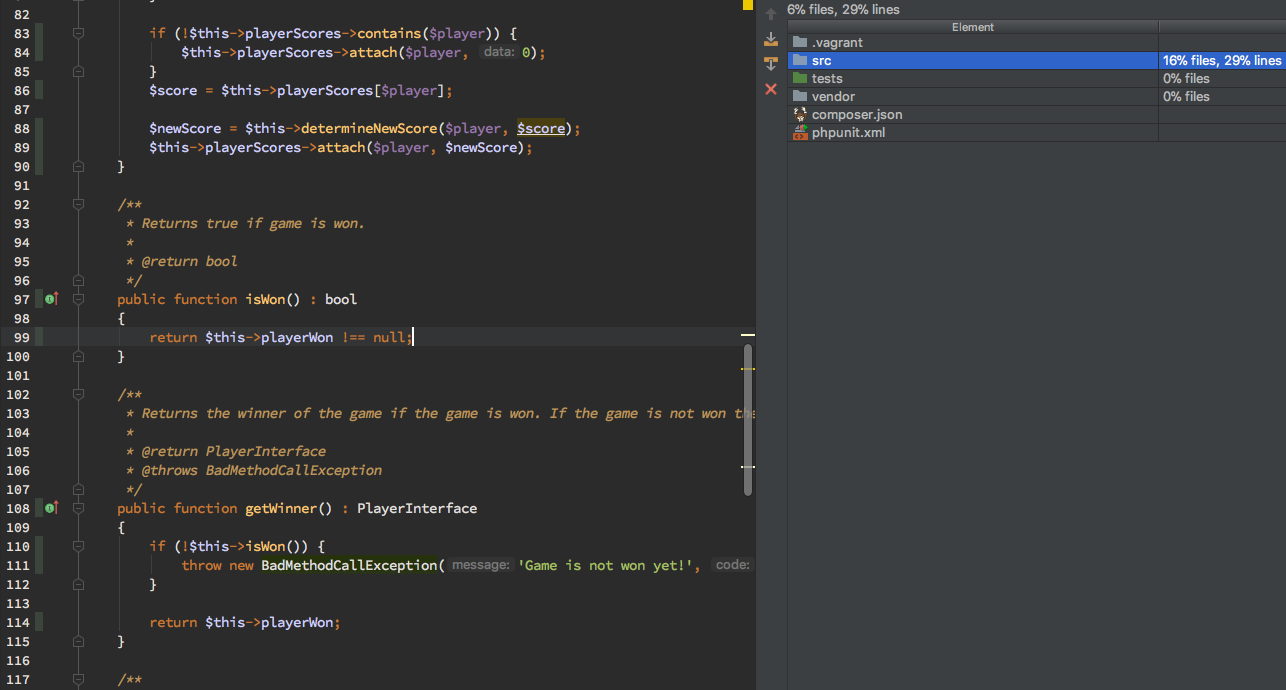 82
83 if (!$this->playerScores->contains($player)) {
84 $this->playerScores->attach($player, data: 0);
85 }
86 $score = $this->playerScores[$player];
87
88 $newScore = $this->determineNewScore($player, $score);
89 $this->playerScores->attach($player, $newScore);
90 }
91
92 /**
93 * Returns true if game is won.
94 *
95 * @return bool
96 */
97 public function isWon() : bool
98 {
99 return $this->playerWon !== null;
100 }
101
102 /**
103 * Returns the winner of the game if the game is won. If the game is not won the
104 *
105 * @return PlayerInterface
106 * @throws BadMethodCallException
107 */
108 public function getWinner() : PlayerInterface
109 {
110 if (!$this->isWon()) {
111 throw new BadMethodCallException( message: 'Game is not won yet!', code:
112 }
113
114 return $this->playerWon;
115 }
116
117 /**
6% files, 29% lines
Element
.vagrant
src 16% files, 29% lines
tests 0% files
vendor 0% files
composer.json
phpunit.xml